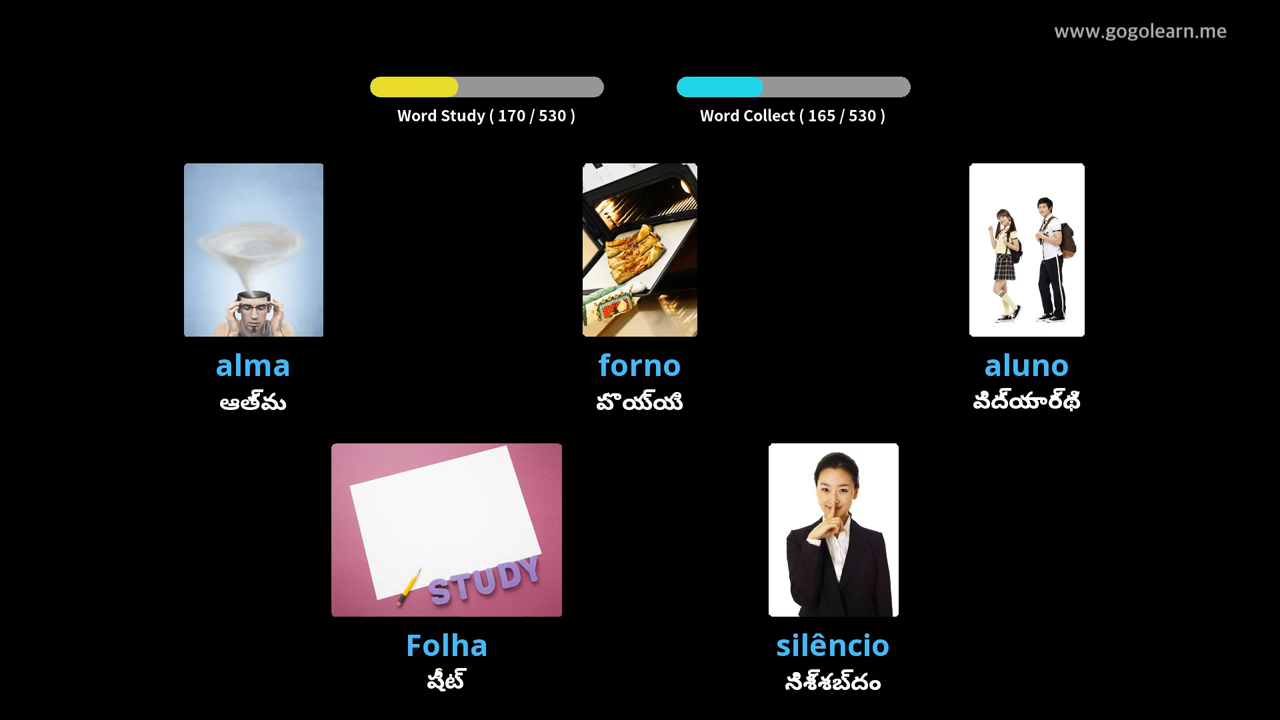 www.gogolearn.me
Word Study ( 170 / 530 )
Word Collect ( 165 / 530 )
alma
ఆత్మ
forno
పొయ్యి
aluno
విద్యార్థి
STUDY
Folha
షీట్
silêncio
నిశ్శబ్దం